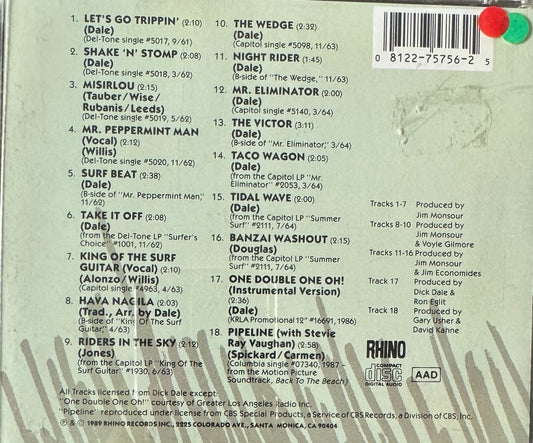 1. LET'S GO TRIPPIN' (2:10)
(Dale)
(Del-Tone single #5017, 9/61)
2. SHAKE 'N' STOMP (2:08)
(Dale)
(Del-Tone single #5018, 3/62)
3. MISIRLOU (2:15)
(Tauber/Wise/
Rubanis/Leeds)
(Del-Tone single #5019, 5/62)
4. MR. PEPPERMINT MAN
(Vocal) (2:12)
(Willis)
(Del-Tone single #5020, 11/62)
5. SURF BEAT (2:38)
(Dale)
(B-side of "Mr. Peppermint Man," 11/62)
6. TAKE IT OFF (2:08)
(Dale)
(from the Del-Tone LP "Surfer's
Choice" #1001, 11/62)
7. KING OF THE SURF
GUITAR (Vocal) (2:10)
(Alonzo/Willis)
(Capitol single #4963, 4/63)
8. HAVA NAGILA (2:03)
(Trad., Arr. by Dale)
(B-side of "King Of The Surf
Guitar," 4/63)
9. RIDERS IN THE SKY (2:12)
(Jones)
(from the Capitol LP "King Of The
Surf Guitar" #1930, 6/63)
10. THE WEDGE (2:32)
(Dale)
(Capitol single #5098, 11/63)
11. NIGHT RIDER (1:45)
(Dale)
(B-side of "The Wedge," 11/63)
12. MR. ELIMINATOR (2:00)
(Dale)
(Capitol single #5140, 3/64)
13. THE VICTOR (3:11)
(Dale)
(B-side of "Mr. Eliminator," 3/64)
14. TACO WAGON (2:05)
(Dale)
(from the Capitol LP "Mr.
Eliminator" #2053, 3/64)
15. TIDAL WAVE (2:00)
(Dale)
(from the Capitol LP "Summer
Surf" #2111, 7/64)
16. BANZAI WASHOUT (2:15)
(Douglas)
(from the Capitol LP "Summer
Surf" #2111, 7/64)
17. ONE DOUBLE ONE OH!
(Instrumental Version)
(2:36)
(Dale)
(KRLA Promotional 12" #16691, 1986)
18. PIPELINE (with Stevie
Ray Vaughan) (2:58)
(Spickard/Carmen)
(Columbia single #07340, 1987 –
from the Motion Picture
Soundtrack, Back To The Beach)
0 8122-75756-2 5
Tracks 1-7 Produced by
Jim Monsour
Tracks 8-10 Produced by
Jim Monsour
& Voyle Gilmore
Tracks 11-16 Produced by
Jim Monsour
& Jim Economides
Track 17 Produced by
Dick Dale &
Ron Eglit
Track 18 Produced by
Gary Usher &
David Kahne
RHINO
COMPACT
disc
DIGITAL AUDIO
AAD
All Tracks licensed from Dick Dale except:
"One Double One Oh!" courtesy of Greater Los Angeles Radio Inc.
"Pipeline" reproduced under license from CBS Special Products, a Service of CBS Records, a Division of CBS, Inc.
℗ & © 1989 RHINO RECORDS INC., 2225 COLORADO AVE., SANTA MONICA, CA 90404